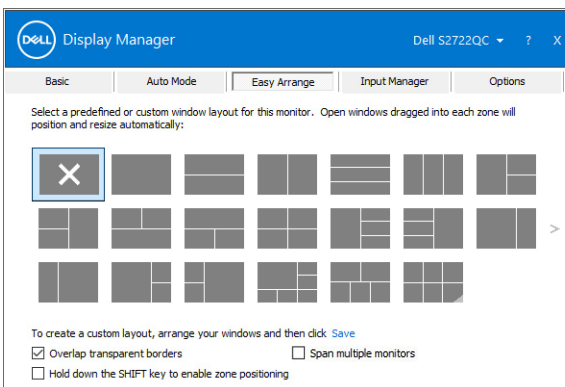 DELL Display Manager Dell S2722QC ? X
Basic Auto Mode Easy Arrange Input Manager Options
Select a predefined or custom window layout for this monitor. Open windows dragged into each zone will
position and resize automatically:
>
To create a custom layout, arrange your windows and then click Save
Overlap transparent borders Span multiple monitors
Hold down the SHIFT key to enable zone positioning